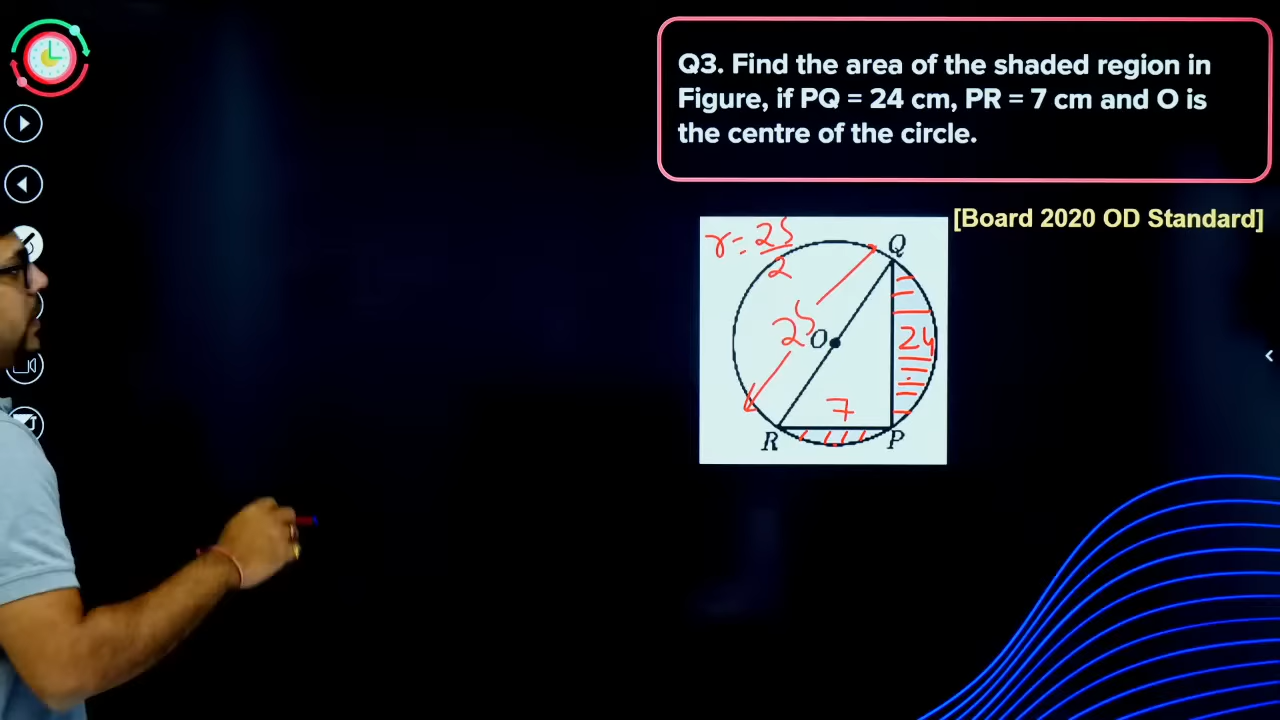 Q3. Find the area of the shaded region in
Figure, if PQ = 24 cm, PR = 7 cm and O is
the centre of the circle.
[Board 2020 OD Standard]
r = 25/2
Q
25
O
24
7
R
P